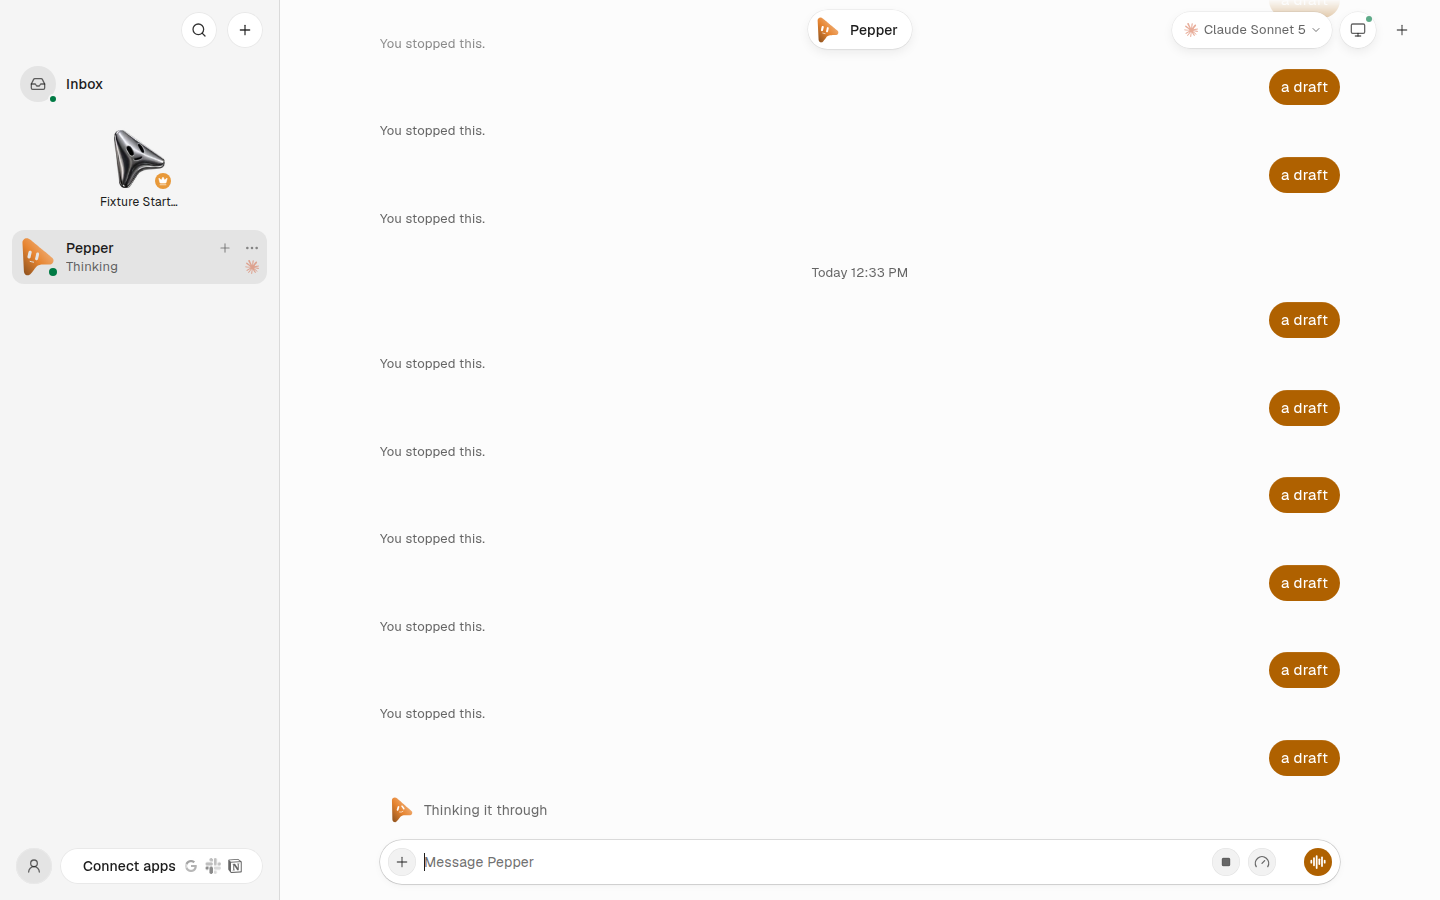 Inbox
Fixture Start...
Pepper
Thinking
Connect apps
Pepper
Claude Sonnet 5
a draft
You stopped this.
a draft
You stopped this.
a draft
You stopped this.
Today 12:33 PM
a draft
You stopped this.
a draft
You stopped this.
a draft
You stopped this.
a draft
You stopped this.
a draft
You stopped this.
a draft
Thinking it through
Message Pepper